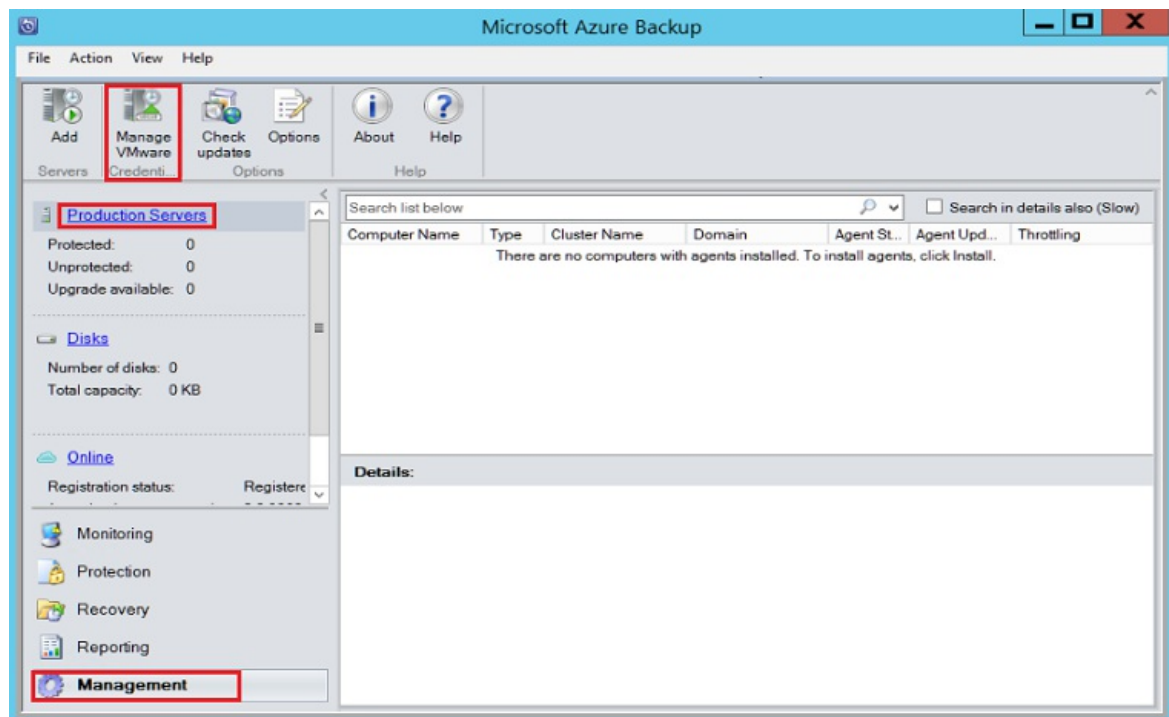 Microsoft Azure Backup
File Action View Help
Add
Manage VMware
Check updates
Options
About
Help
Servers
Credenti...
Options
Help
Production Servers
Protected: 0
Unprotected: 0
Upgrade available: 0
Disks
Number of disks: 0
Total capacity: 0 KB
Online
Registration status: Registere
Search list below
Search in details also (Slow)
Computer Name Type Cluster Name Domain Agent St... Agent Upd... Throttling
There are no computers with agents installed. To install agents, click Install.
Details:
Monitoring
Protection
Recovery
Reporting
Management